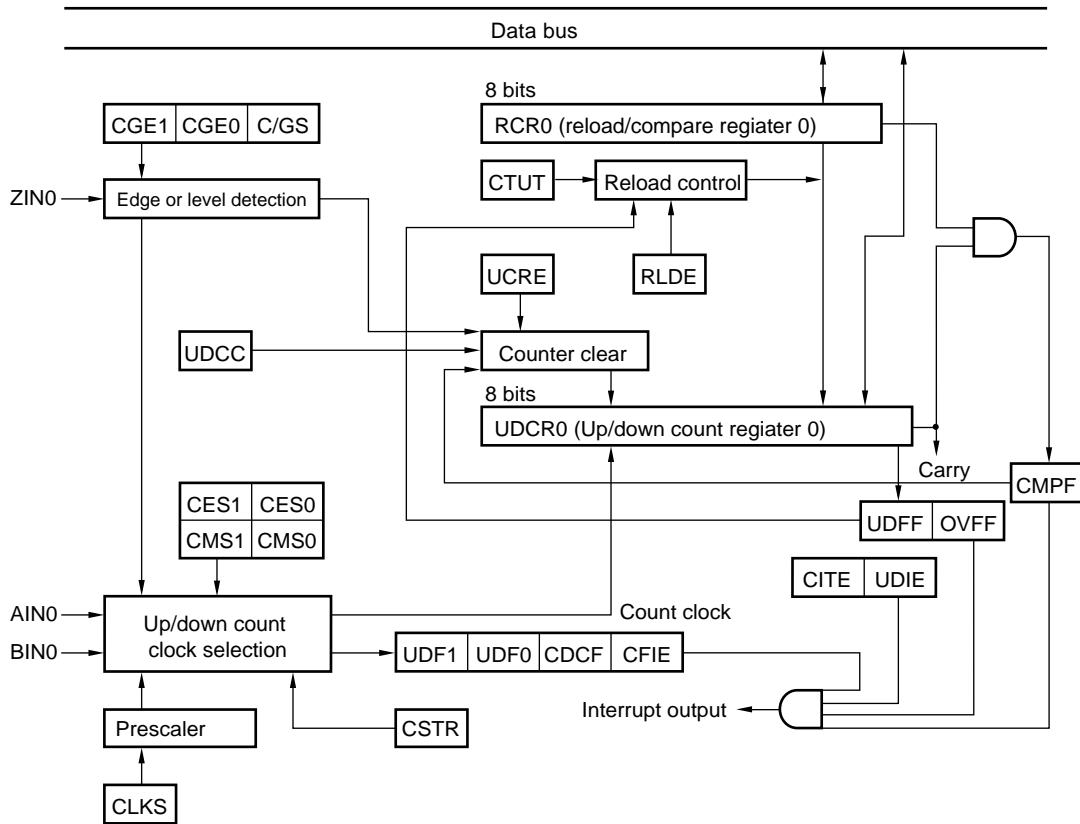 Data bus
8 bits
CGE1 CGE0 C/GS
RCR0 (reload/compare regiater 0)
CTUT
Reload control
ZIN0
Edge or level detection
UCRE
RLDE
UDCC
Counter clear
8 bits
UDCR0 (Up/down count regiater 0)
Carry
CMPF
CES1 CES0
CMS1 CMS0
UDFF OVFF
CITE UDIE
AIN0
BIN0
Up/down count
clock selection
Count clock
UDF1 UDF0 CDCF CFIE
Interrupt output
Prescaler
CSTR
CLKS